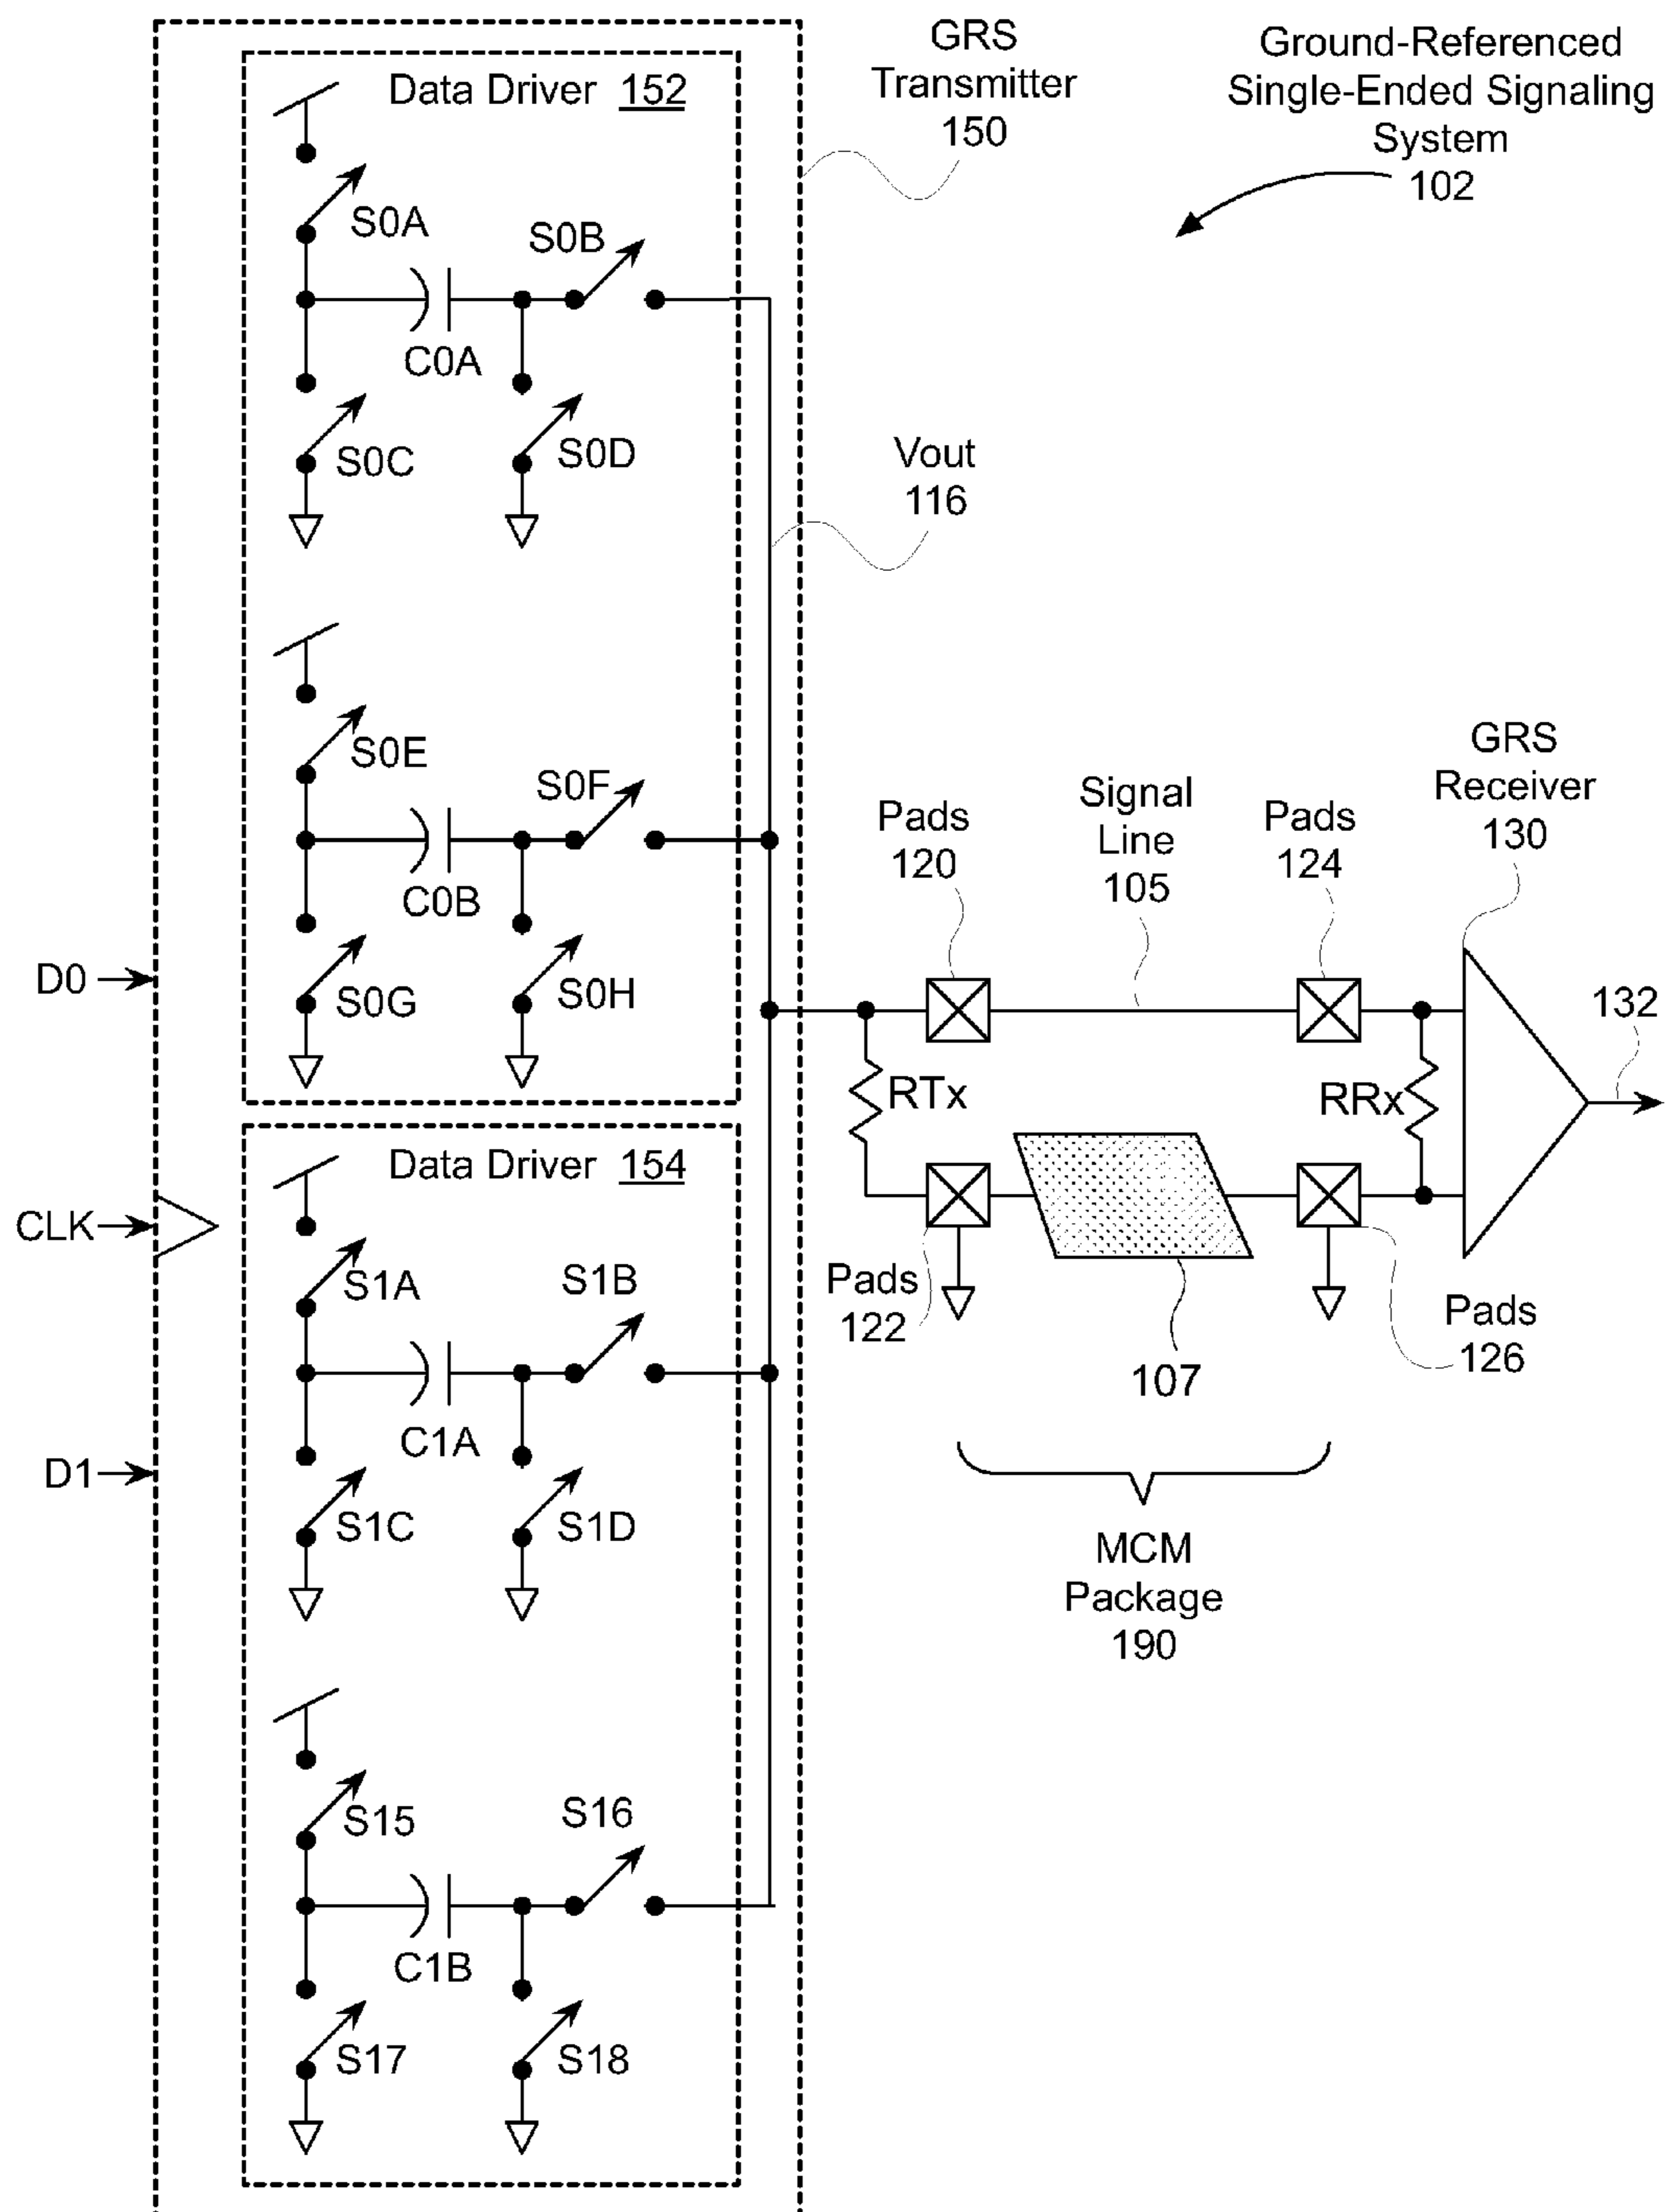 GRS
Transmitter
150
Ground-Referenced
Single-Ended Signaling
System
102
Data Driver 152
S0A
S0B
C0A
S0C
S0D
Vout
116
S0E
S0F
C0B
S0G
S0H
D0
Pads
120
Signal
Line
105
Pads
124
GRS
Receiver
130
132
RTx
RRx
Data Driver 154
CLK
S1A
S1B
C1A
S1C
S1D
D1
Pads
122
107
Pads
126
MCM
Package
190
S15
S16
C1B
S17
S18